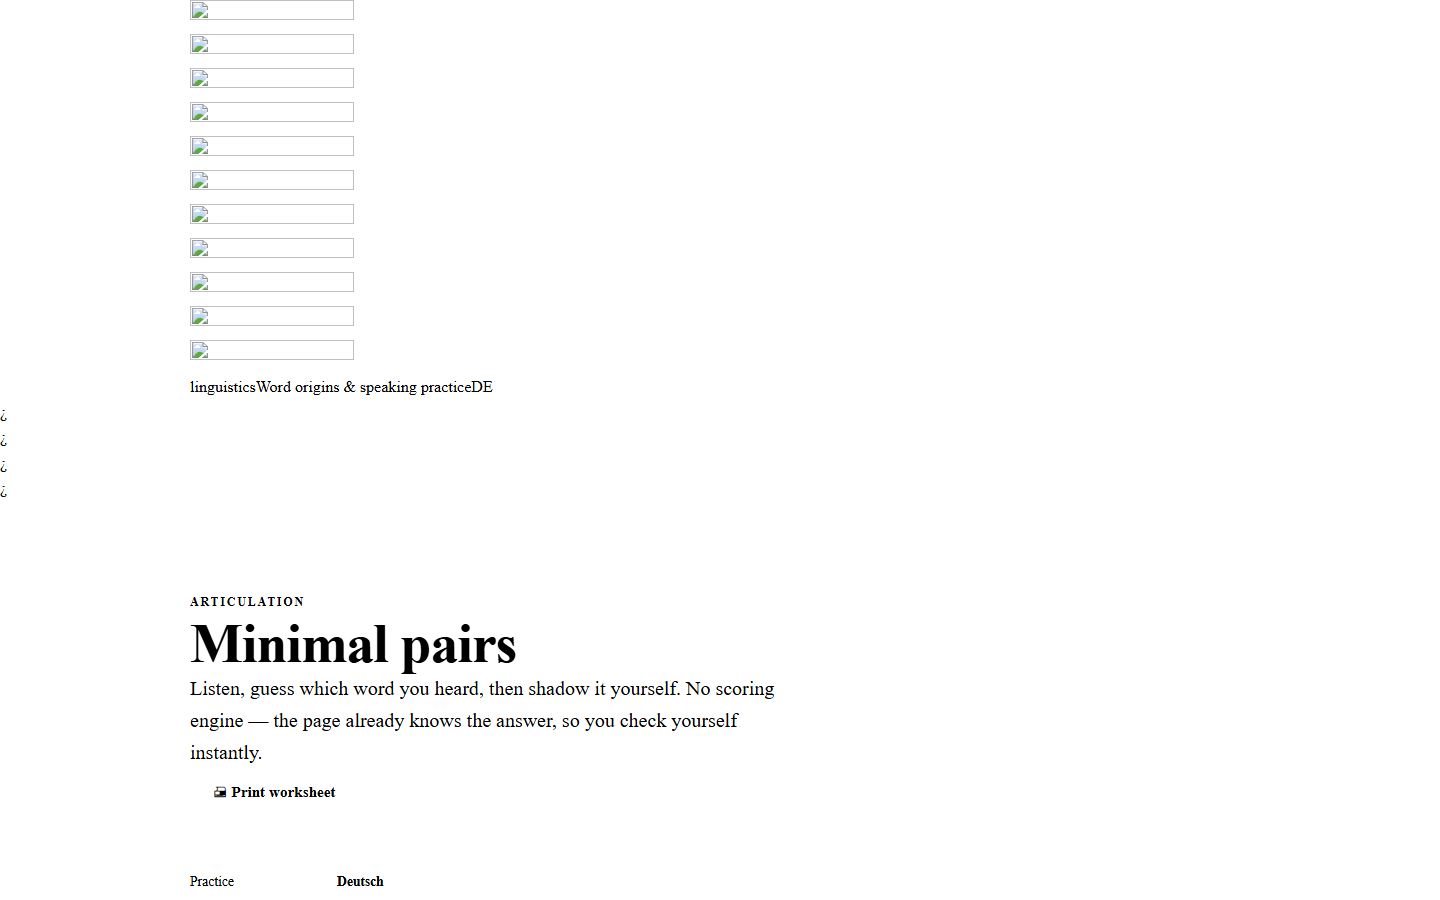 linguisticsWord origins & speaking practiceDE
¿
¿
¿
¿
ARTICULATION
Minimal pairs
Listen, guess which word you heard, then shadow it yourself. No scoring
engine — the page already knows the answer, so you check yourself
instantly.
🖨 Print worksheet
Practice Deutsch